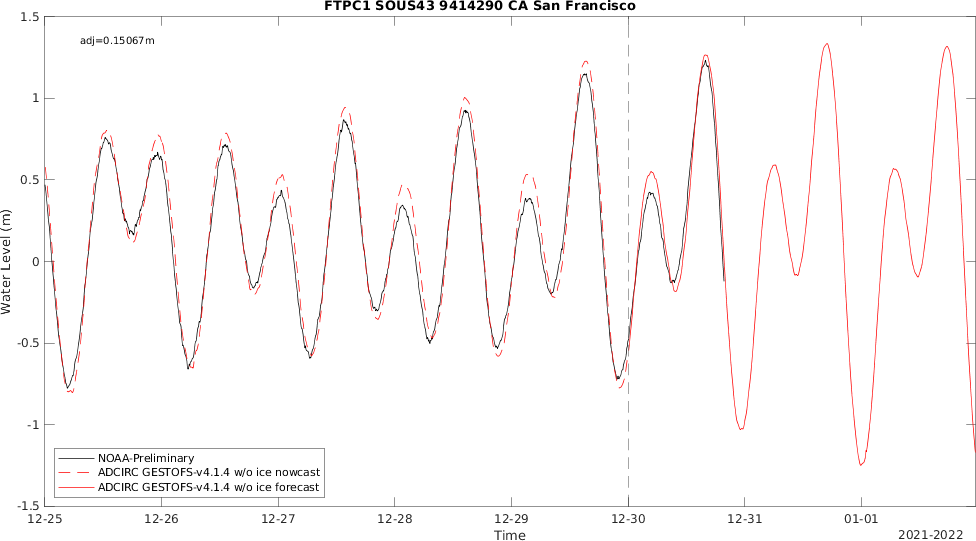 FTPC1 SOUS43 9414290 CA San Francisco
adj=0.15067m
1.5
1
0.5
0
-0.5
-1
-1.5
Water Level (m)
NOAA-Preliminary
ADCIRC GESTOFS-v4.1.4 w/o ice nowcast
ADCIRC GESTOFS-v4.1.4 w/o ice forecast
12-25 12-26 12-27 12-28 12-29 12-30 12-31 01-01
Time
2021-2022